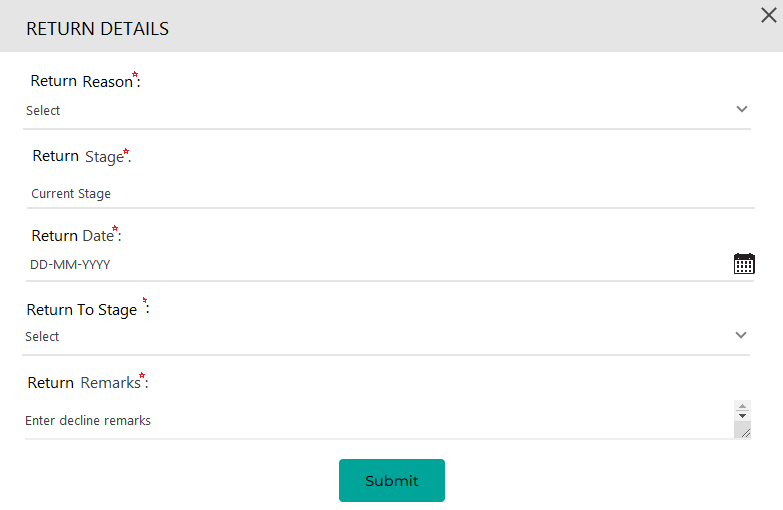 RETURN DETAILS
Return Reason*:
Select
Return Stage*.
Current Stage
Return Date*:
DD-MM-YYYY
Return To Stage *:
Select
Return Remarks*:
Enter decline remarks
Submit